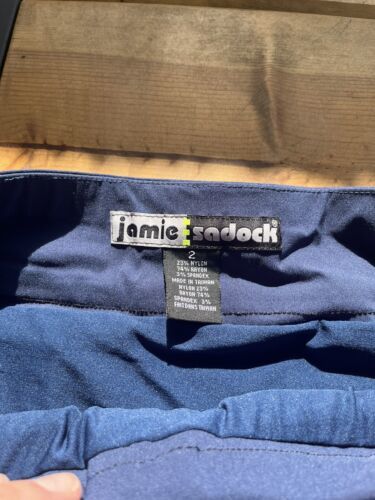 jamie sadock®
2
23% NYLON
74% RAYON
3% SPANDEX
MADE IN TAIWAN
NYLON 23%
RAYON 74%
SPANDEX 3%
FAIT DANS TAIWAN